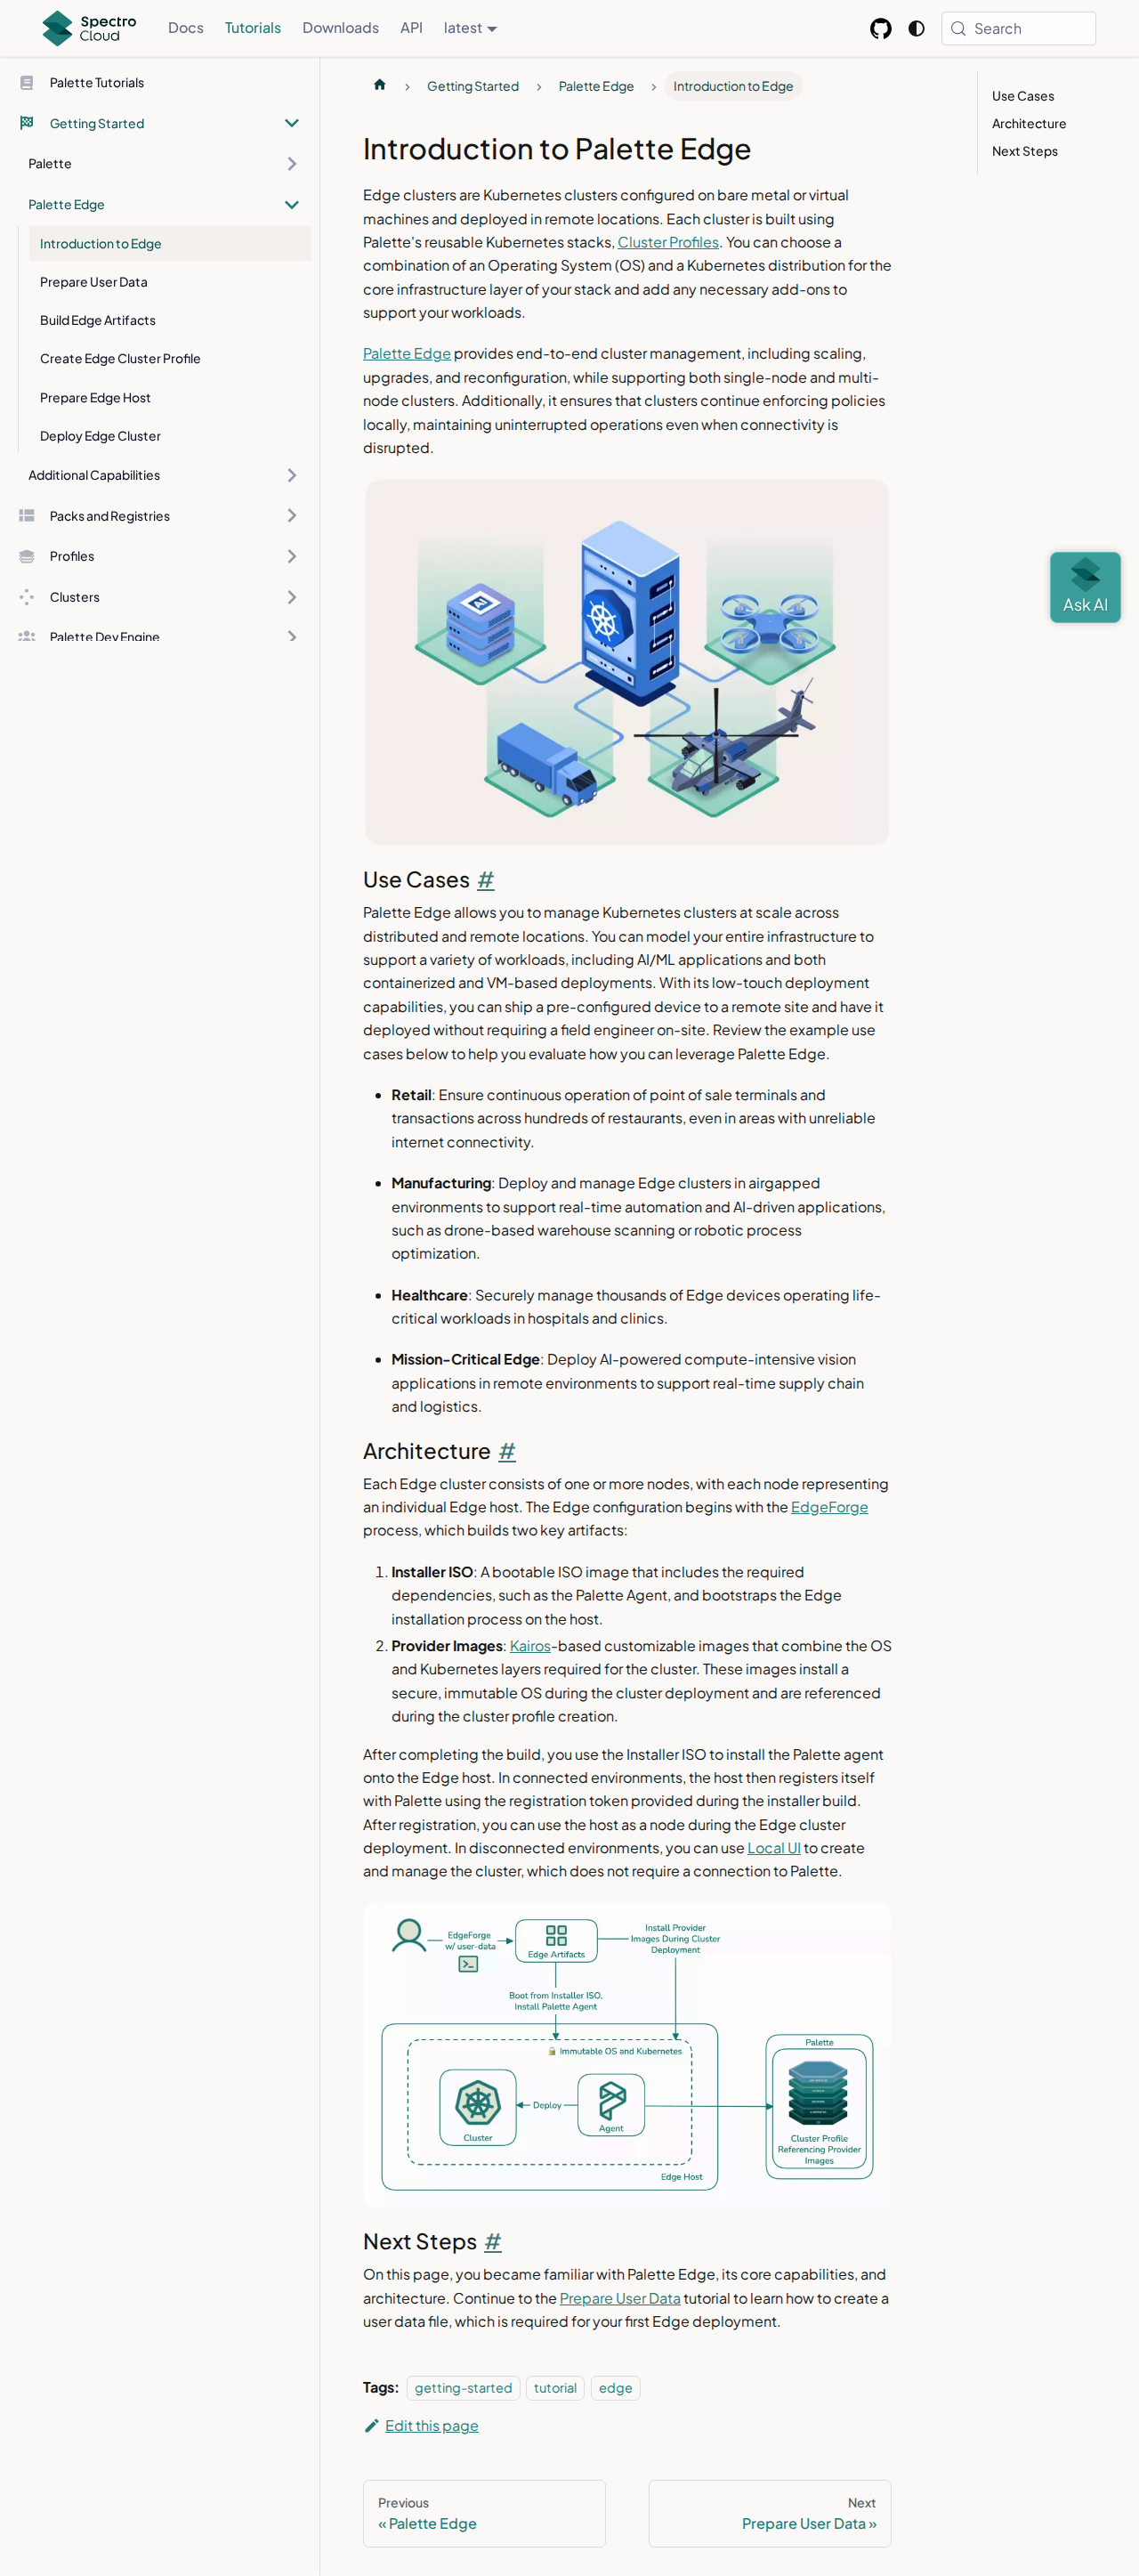 Spectro Cloud
Docs
Tutorials
Downloads
API
latest
Search
Palette Tutorials
Getting Started
Palette
Palette Edge
Introduction to Edge
Prepare User Data
Build Edge Artifacts
Create Edge Cluster Profile
Prepare Edge Host
Deploy Edge Cluster
Additional Capabilities
Packs and Registries
Profiles
Clusters
Palette Dev Engine
Getting Started
Palette Edge
Introduction to Edge
Introduction to Palette Edge
Edge clusters are Kubernetes clusters configured on bare metal or virtual
machines and deployed in remote locations. Each cluster is built using
Palette's reusable Kubernetes stacks, Cluster Profiles. You can choose a
combination of an Operating System (OS) and a Kubernetes distribution for the
core infrastructure layer of your stack and add any necessary add-ons to
support your workloads.
Palette Edge provides end-to-end cluster management, including scaling,
upgrades, and reconfiguration, while supporting both single-node and multi-
node clusters. Additionally, it ensures that clusters continue enforcing policies
locally, maintaining uninterrupted operations even when connectivity is
disrupted.
AI
Use Cases #
Palette Edge allows you to manage Kubernetes clusters at scale across
distributed and remote locations. You can model your entire infrastructure to
support a variety of workloads, including AI/ML applications and both
containerized and VM-based deployments. With its low-touch deployment
capabilities, you can ship a pre-configured device to a remote site and have it
deployed without requiring a field engineer on-site. Review the example use
cases below to help you evaluate how you can leverage Palette Edge.
• Retail: Ensure continuous operation of point of sale terminals and
transactions across hundreds of restaurants, even in areas with unreliable
internet connectivity.
• Manufacturing: Deploy and manage Edge clusters in airgapped
environments to support real-time automation and AI-driven applications,
such as drone-based warehouse scanning or robotic process
optimization.
• Healthcare: Securely manage thousands of Edge devices operating life-
critical workloads in hospitals and clinics.
• Mission-Critical Edge: Deploy AI-powered compute-intensive vision
applications in remote environments to support real-time supply chain
and logistics.
Architecture #
Each Edge cluster consists of one or more nodes, with each node representing
an individual Edge host. The Edge configuration begins with the EdgeForge
process, which builds two key artifacts:
1. Installer ISO: A bootable ISO image that includes the required
dependencies, such as the Palette Agent, and bootstraps the Edge
installation process on the host.
2. Provider Images: Kairos-based customizable images that combine the OS
and Kubernetes layers required for the cluster. These images install a
secure, immutable OS during the cluster deployment and are referenced
during the cluster profile creation.
After completing the build, you use the Installer ISO to install the Palette agent
onto the Edge host. In connected environments, the host then registers itself
with Palette using the registration token provided during the installer build.
After registration, you can use the host as a node during the Edge cluster
deployment. In disconnected environments, you can use Local UI to create
and manage the cluster, which does not require a connection to Palette.
EdgeForge
w/ user-data
Edge Artifacts
Install Provider
Images During Cluster
Deployment
Boot from Installer ISO,
Install Palette Agent
Immutable OS and Kubernetes
Cluster
Deploy
Agent
Edge Host
Palette
Cluster Profile
Referencing Provider
Images
Next Steps #
On this page, you became familiar with Palette Edge, its core capabilities, and
architecture. Continue to the Prepare User Data tutorial to learn how to create a
user data file, which is required for your first Edge deployment.
Tags: getting-started tutorial edge
Edit this page
Previous
« Palette Edge
Next
Prepare User Data »
Use Cases
Architecture
Next Steps
Ask AI